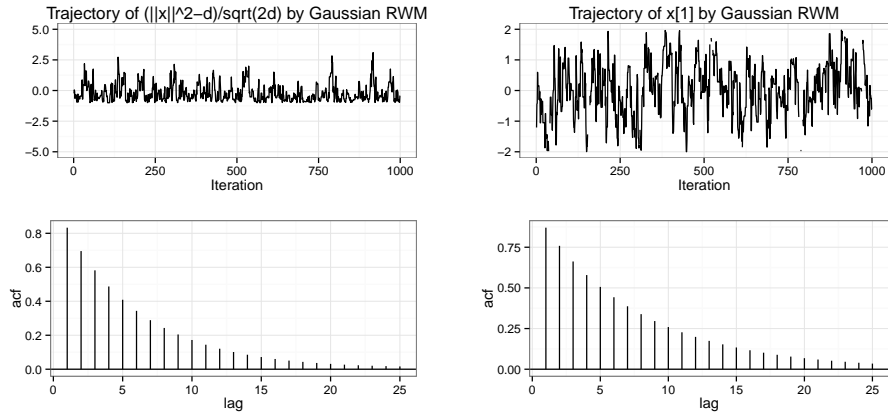 Trajectory of (||x||^2−d)/sqrt(2d) by Gaussian RWM
5.0
2.5
0.0
−2.5
−5.0
0 250 500 750 1000
Iteration
Trajectory of x[1] by Gaussian RWM
2
1
0
−1
−2
0 250 500 750 1000
Iteration
acf
0.8
0.6
0.4
0.2
0.0
0 5 10 15 20 25
lag
acf
0.75
0.50
0.25
0.00
0 5 10 15 20 25
lag